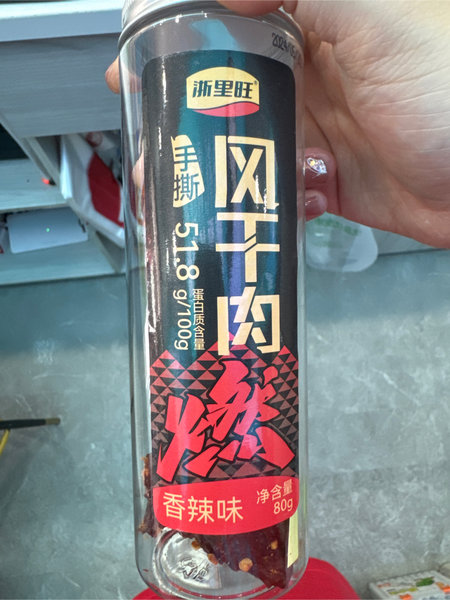 浙里旺
手撕
风干肉
51.8g/100g
蛋白质含量
燃
香辣味
净含量
80g